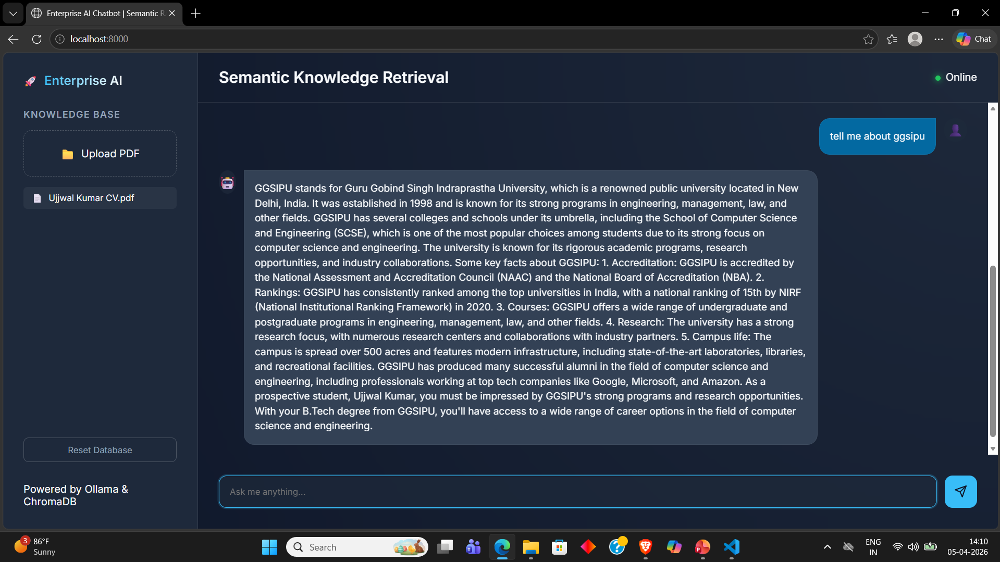 Enterprise AI Chatbot | Semantic R
localhost:8000
Chat
Enterprise AI
KNOWLEDGE BASE
Upload PDF
Ujjwal Kumar CV.pdf
Reset Database
Powered by Ollama &
ChromaDB
Semantic Knowledge Retrieval
Online
tell me about ggsipu
GGSIPU stands for Guru Gobind Singh Indraprastha University, which is a renowned public university located in New
Delhi, India. It was established in 1998 and is known for its strong programs in engineering, management, law, and
other fields. GGSIPU has several colleges and schools under its umbrella, including the School of Computer Science
and Engineering (SCSE), which is one of the most popular choices among students due to its strong focus on
computer science and engineering. The university is known for its rigorous academic programs, research
opportunities, and industry collaborations. Some key facts about GGSIPU: 1. Accreditation: GGSIPU is accredited by
the National Assessment and Accreditation Council (NAAC) and the National Board of Accreditation (NBA). 2.
Rankings: GGSIPU has consistently ranked among the top universities in India, with a national ranking of 15th by NIRF
(National Institutional Ranking Framework) in 2020. 3. Courses: GGSIPU offers a wide range of undergraduate and
postgraduate programs in engineering, management, law, and other fields. 4. Research: The university has a strong
research focus, with numerous research centers and collaborations with industry partners. 5. Campus life: The
campus is spread over 500 acres and features modern infrastructure, including state-of-the-art laboratories, libraries,
and recreational facilities. GGSIPU has produced many successful alumni in the field of computer science and
engineering, including professionals working at top tech companies like Google, Microsoft, and Amazon. As a
prospective student, Ujjwal Kumar, you must be impressed by GGSIPU's strong programs and research opportunities.
With your B.Tech degree from GGSIPU, you'll have access to a wide range of career options in the field of computer
science and engineering.
Ask me anything...
3
86°F
Sunny
Search
ENG
IN
14:10
05-04-2026